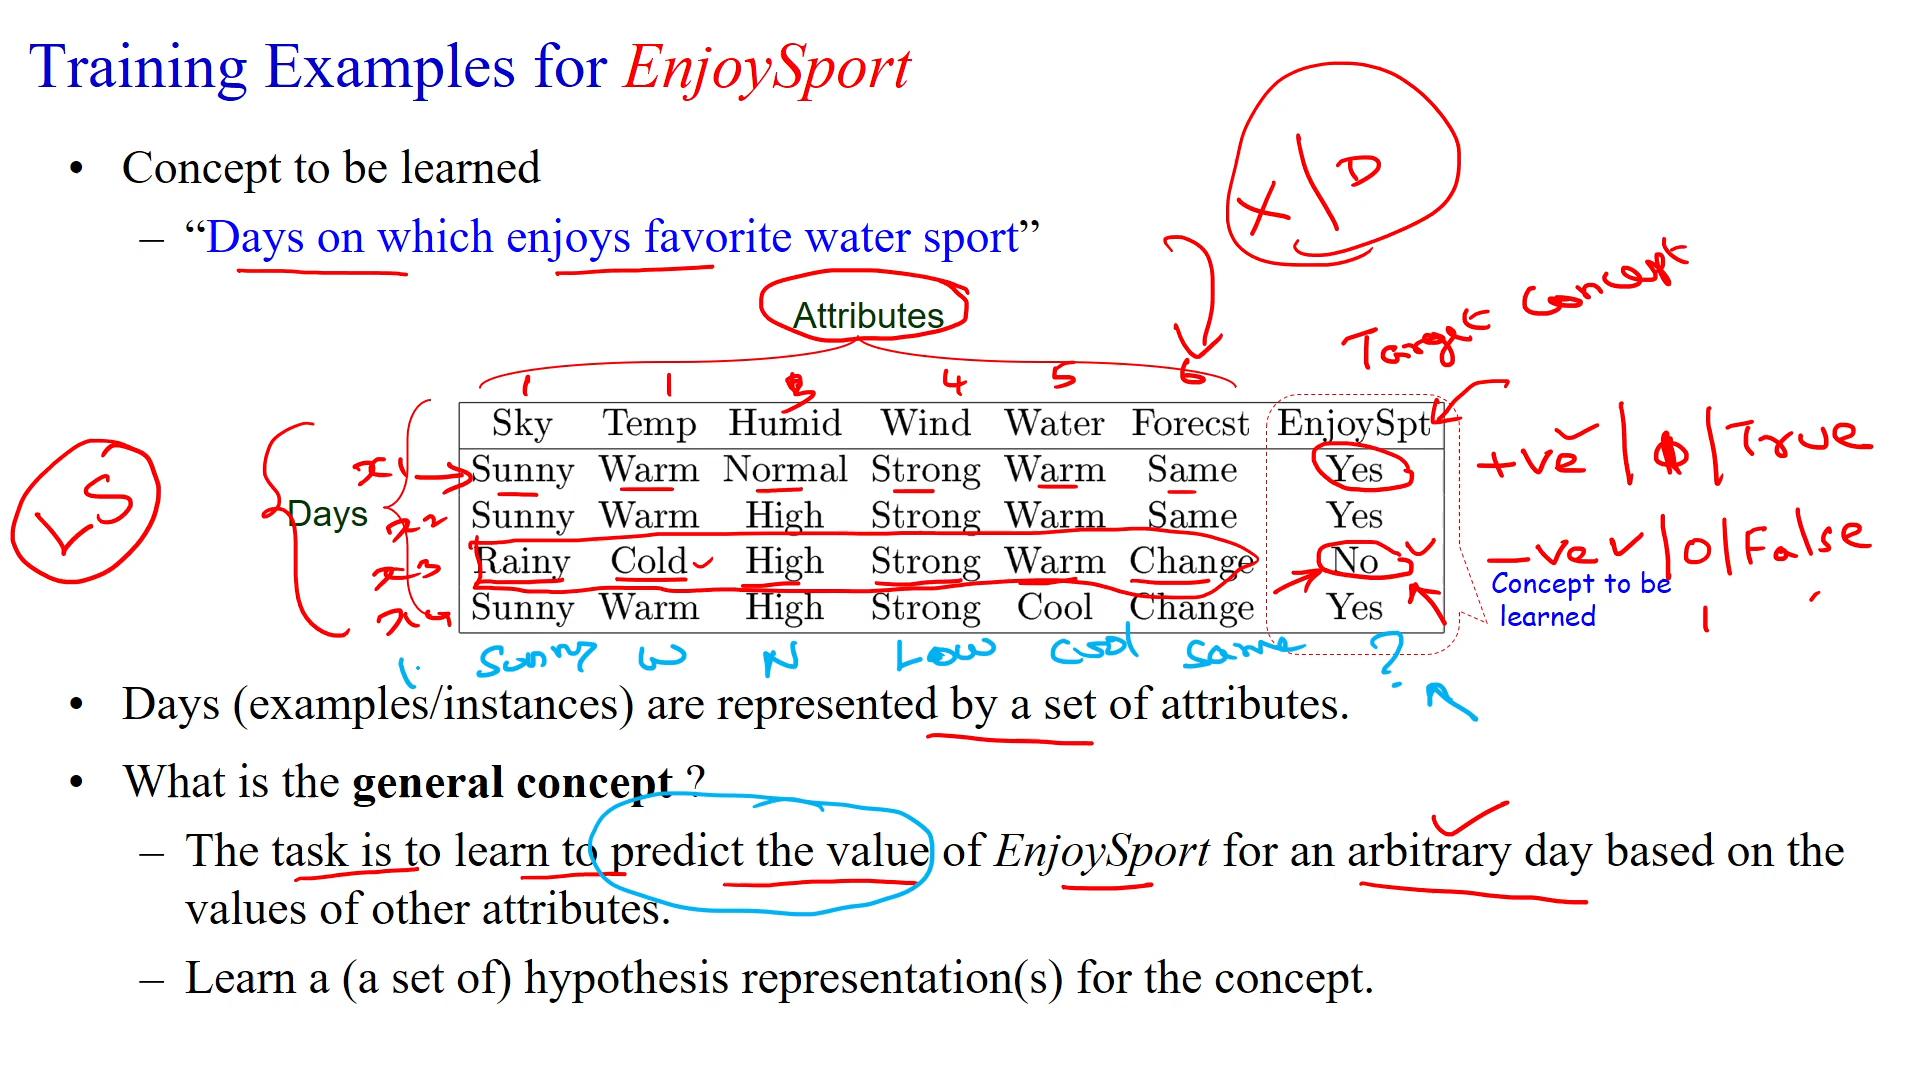 Training Examples for EnjoySport
• Concept to be learned
– “Days on which enjoys favorite water sport”
X / D
Target Concept
Attributes
1 1 3 4 5 6
Sky Temp Humid Wind Water Forecst EnjoySpt
x1 Sunny Warm Normal Strong Warm Same Yes
+ve | | True
LS
Days
x2 Sunny Warm High Strong Warm Same Yes
x3 Rainy Cold High Strong Warm Change No
-ve | 0 | False
x4 Sunny Warm High Strong Cool Change Yes
Concept to be
learned
1
Sunny W N Low Cool Same ?
• Days (examples/instances) are represented by a set of attributes.
• What is the general concept ?
– The task is to learn to predict the value of EnjoySport for an arbitrary day based on the
values of other attributes.
– Learn a (a set of) hypothesis representation(s) for the concept.